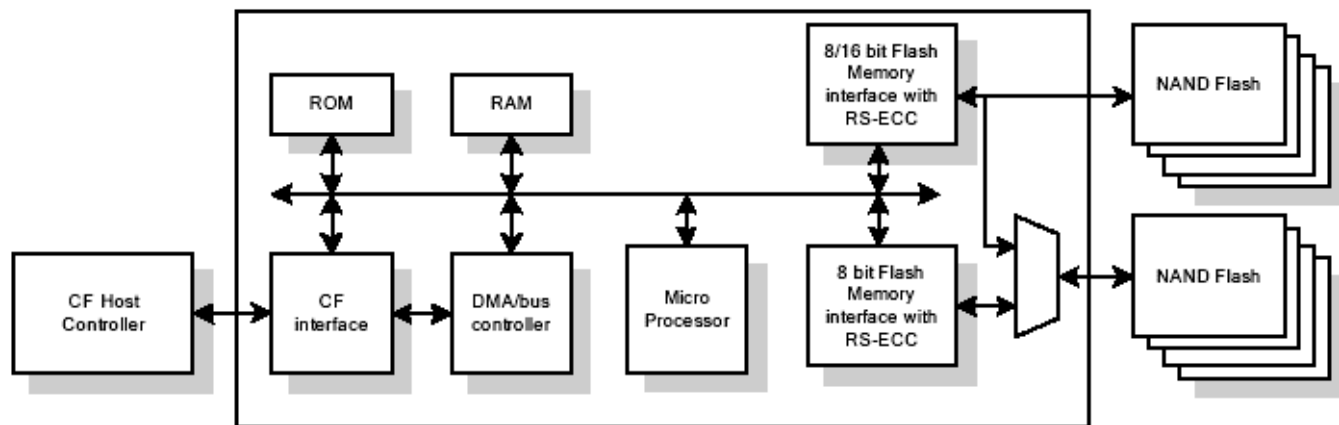 ROM
RAM
8/16 bit Flash
Memory
interface with
RS-ECC
NAND Flash
CF Host
Controller
CF
interface
DMA/bus
controller
Micro
Processor
8 bit Flash
Memory
interface with
RS-ECC
NAND Flash